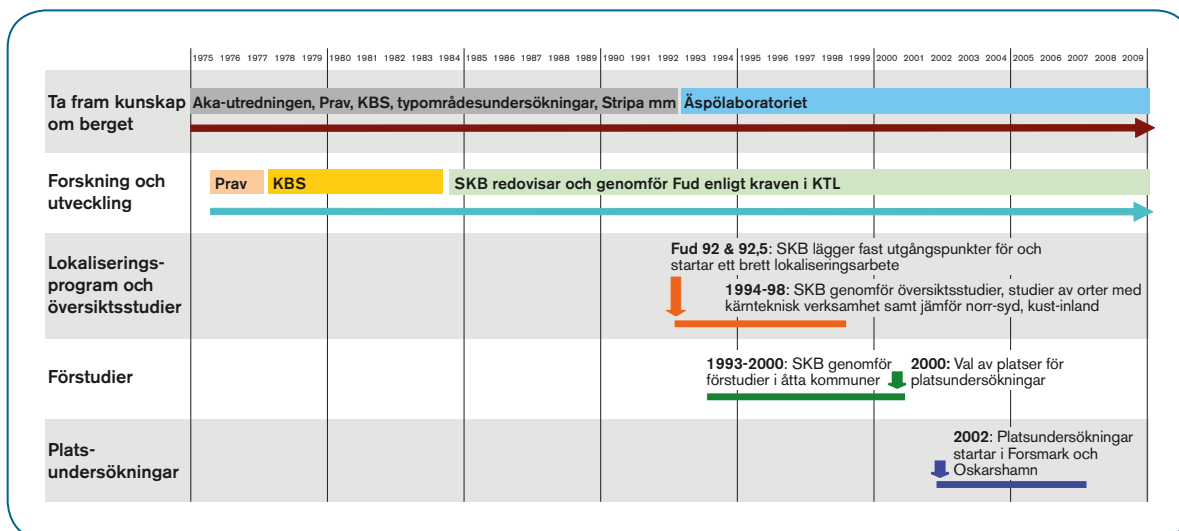 1975 1976 1977 1978 1979 1980 1981 1982 1983 1984 1985 1986 1987 1988 1989 1990 1991 1992 1993 1994 1995 1996 1997 1998 1999 2000 2001 2002 2003 2004 2005 2006 2007 2008 2009
Ta fram kunskap
om berget
Aka-utredningen, Prav, KBS, typområdesundersökningar, Stripa mm
Äspölaboratoriet
Forskning och
utveckling
Prav
KBS
SKB redovisar och genomför Fud enligt kraven i KTL
Lokaliserings-
program och
översiktsstudier
Fud 92 & 92,5: SKB lägger fast utgångspunkter för och
startar ett brett lokaliseringsarbete
1994-98: SKB genomför översiktsstudier, studier av orter med
kärnteknisk verksamhet samt jämför norr-syd, kust-inland
Förstudier
1993-2000: SKB genomför
förstudier i åtta kommuner
2000: Val av platser för
platsundersökningar
Plats-
undersökningar
2002: Platsundersökningar
startar i Forsmark och
Oskarshamn